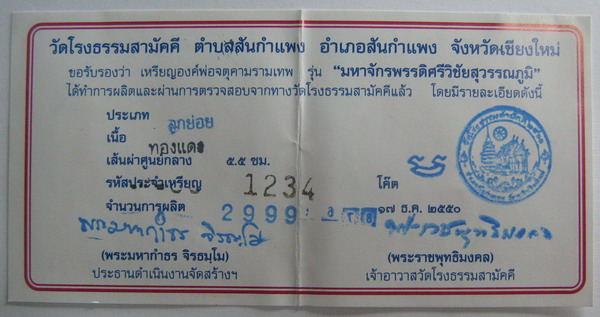 วัดโรงธรรมสามัคคี ตำบลสันกำแพง อำเภอสันกำแพง จังหวัดเชียงใหม่
ขอรับรองว่า เหรียญองค์พ่อจตุคามรามเทพ รุ่น "มหาจักรพรรดิศรีวิชัยสุวรรณภูมิ"
ได้ทำการผลิตและผ่านการตรวจสอบจากทางวัดโรงธรรมสามัคคีแล้ว โดยมีรายละเอียดดังนี้
ประเภท ลูกย่อย
เนื้อ ทองแดง
เส้นผ่าศูนย์กลาง ๕.๕ ซม.
รหัสประจำเหรียญ 1234 โค๊ต
จำนวนการผลิต 2999 ๑๗ ธ.ค. ๒๕๕๐
(พระมหากำธร จิรธมฺโม) (พระราชพุทธิมงคล)
ประธานดำเนินงานจัดสร้างฯ เจ้าอาวาสวัดโรงธรรมสามัคคี